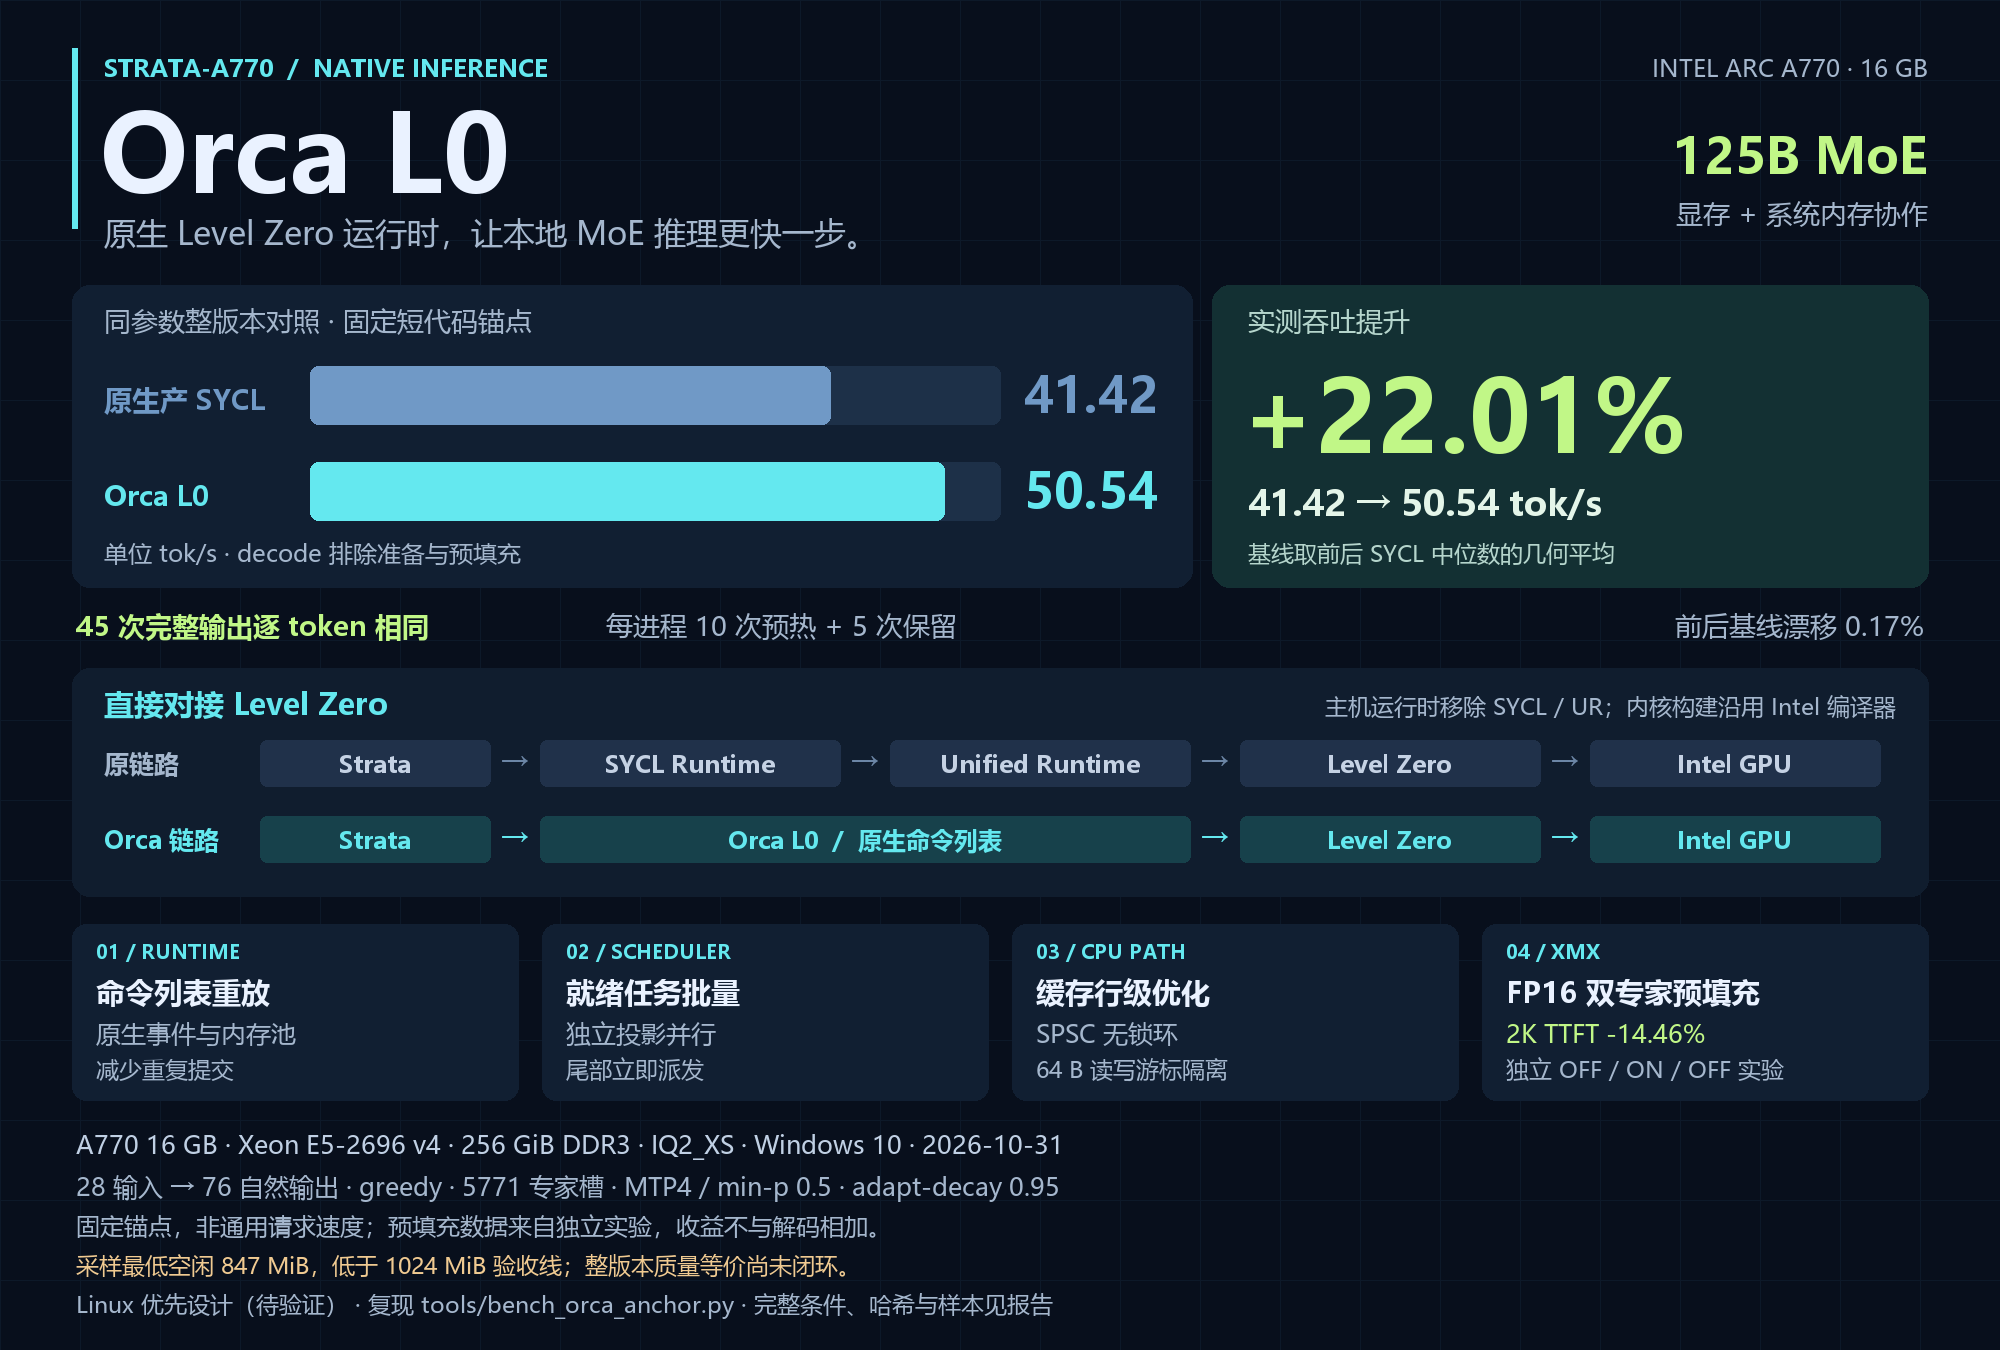 STRATA-A770 / NATIVE INFERENCE
INTEL ARC A770 · 16 GB
Orca L0
125B MoE
原生 Level Zero 运行时，让本地 MoE 推理更快一步。
显存 + 系统内存协作
同参数整版本对照 · 固定短代码锚点
原生产 SYCL
41.42
Orca L0
50.54
单位 tok/s · decode 排除准备与预填充
实测吞吐提升
+22.01%
41.42 → 50.54 tok/s
基线取前后 SYCL 中位数的几何平均
45 次完整输出逐 token 相同
每进程 10 次预热 + 5 次保留
前后基线漂移 0.17%
直接对接 Level Zero
主机运行时移除 SYCL / UR；内核构建沿用 Intel 编译器
原链路 Strata → SYCL Runtime → Unified Runtime → Level Zero → Intel GPU
Orca 链路 Strata → Orca L0 / 原生命令列表 → Level Zero → Intel GPU
01 / RUNTIME
命令列表重放
原生事件与内存池
减少重复提交
02 / SCHEDULER
就绪任务批量
独立投影并行
尾部立即派发
03 / CPU PATH
缓存行级优化
SPSC 无锁环
64 B 读写游标隔离
04 / XMX
FP16 双专家预填充
2K TTFT -14.46%
独立 OFF / ON / OFF 实验
A770 16 GB · Xeon E5-2696 v4 · 256 GiB DDR3 · IQ2_XS · Windows 10 · 2026-10-31
28 输入 → 76 自然输出 · greedy · 5771 专家槽 · MTP4 / min-p 0.5 · adapt-decay 0.95
固定锚点，非通用请求速度；预填充数据来自独立实验，收益不与解码相加。
采样最低空闲 847 MiB，低于 1024 MiB 验收线；整版本质量等价尚未闭环。
Linux 优先设计（待验证） · 复现 tools/bench_orca_anchor.py · 完整条件、哈希与样本见报告